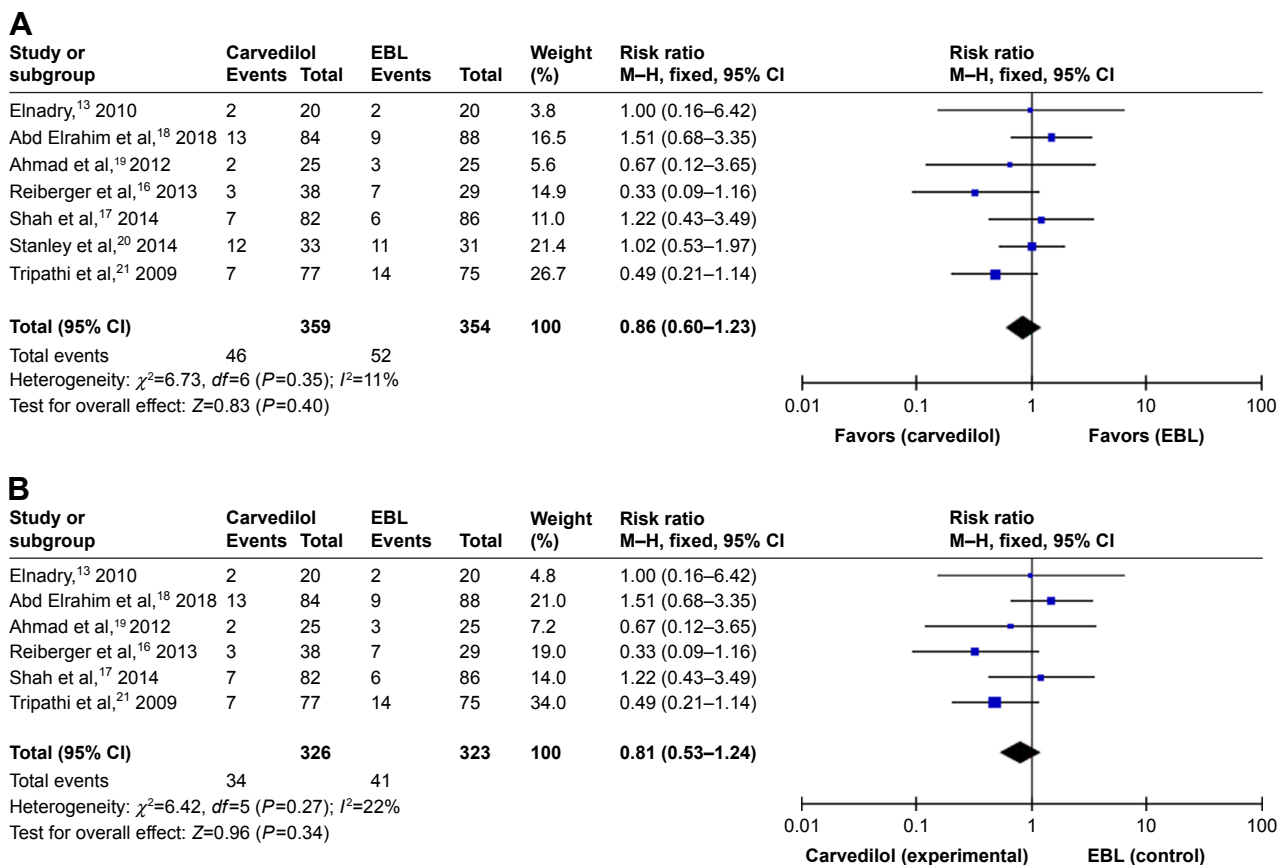 A
Study or Carvedilol EBL Weight Risk ratio Risk ratio
subgroup Events Total Events Total (%) M–H, fixed, 95% CI M–H, fixed, 95% CI
Elnadry,13 2010 2 20 2 20 3.8 1.00 (0.16–6.42)
Abd Elrahim et al,18 2018 13 84 9 88 16.5 1.51 (0.68–3.35)
Ahmad et al,19 2012 2 25 3 25 5.6 0.67 (0.12–3.65)
Reiberger et al,16 2013 3 38 7 29 14.9 0.33 (0.09–1.16)
Shah et al,17 2014 7 82 6 86 11.0 1.22 (0.43–3.49)
Stanley et al,20 2014 12 33 11 31 21.4 1.02 (0.53–1.97)
Tripathi et al,21 2009 7 77 14 75 26.7 0.49 (0.21–1.14)
Total (95% CI) 359 354 100 0.86 (0.60–1.23)
Total events 46 52
Heterogeneity: χ2=6.73, df=6 (P=0.35); I2=11%
Test for overall effect: Z=0.83 (P=0.40)
0.01 0.1 1 10 100
Favors (carvedilol) Favors (EBL)
B
Study or Carvedilol EBL Weight Risk ratio Risk ratio
subgroup Events Total Events Total (%) M–H, fixed, 95% CI M–H, fixed, 95% CI
Elnadry,13 2010 2 20 2 20 4.8 1.00 (0.16–6.42)
Abd Elrahim et al,18 2018 13 84 9 88 21.0 1.51 (0.68–3.35)
Ahmad et al,19 2012 2 25 3 25 7.2 0.67 (0.12–3.65)
Reiberger et al,16 2013 3 38 7 29 19.0 0.33 (0.09–1.16)
Shah et al,17 2014 7 82 6 86 14.0 1.22 (0.43–3.49)
Tripathi et al,21 2009 7 77 14 75 34.0 0.49 (0.21–1.14)
Total (95% CI) 326 323 100 0.81 (0.53–1.24)
Total events 34 41
Heterogeneity: χ2=6.42, df=5 (P=0.27); I2=22%
Test for overall effect: Z=0.96 (P=0.34)
0.01 0.1 1 10 100
Carvedilol (experimental) EBL (control)